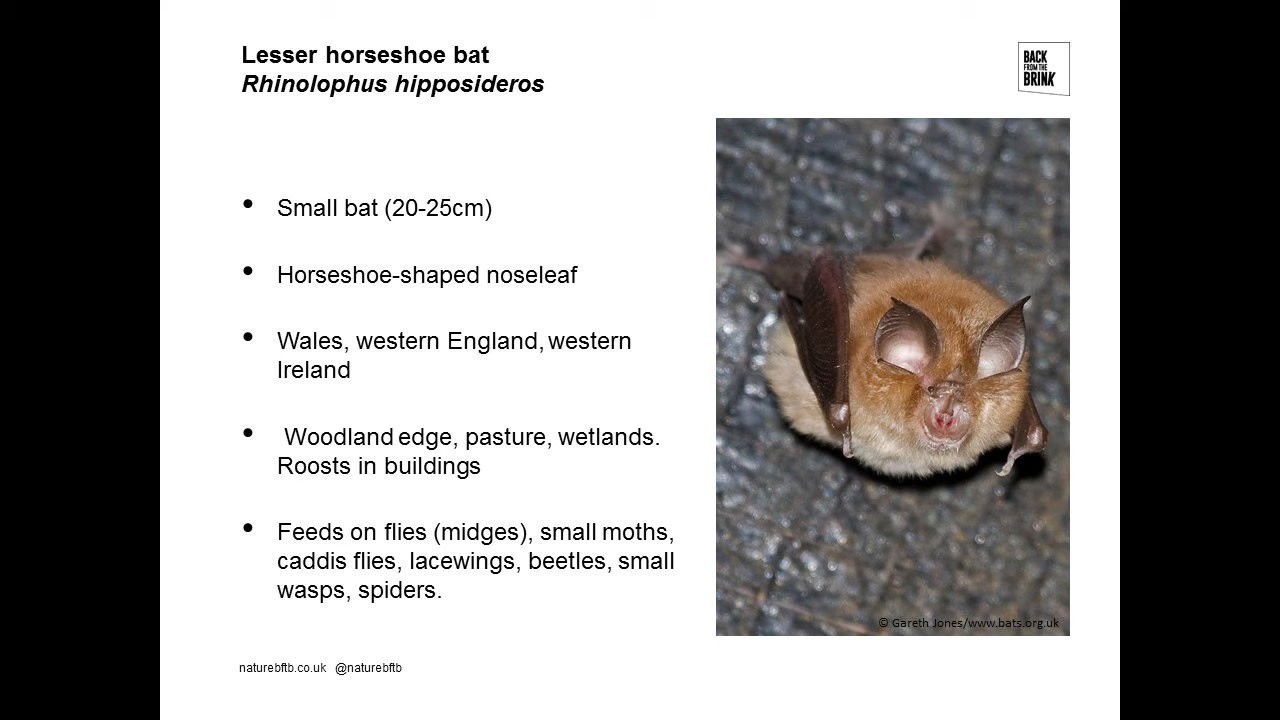 Lesser horseshoe bat
Rhinolophus hipposideros
BACK
FROM THE
BRINK
• Small bat (20-25cm)
• Horseshoe-shaped noseleaf
• Wales, western England, western
Ireland
• Woodland edge, pasture, wetlands.
Roosts in buildings
• Feeds on flies (midges), small moths,
caddis flies, lacewings, beetles, small
wasps, spiders.
© Gareth Jones/www.bats.org.uk
naturebftb.co.uk @naturebftb